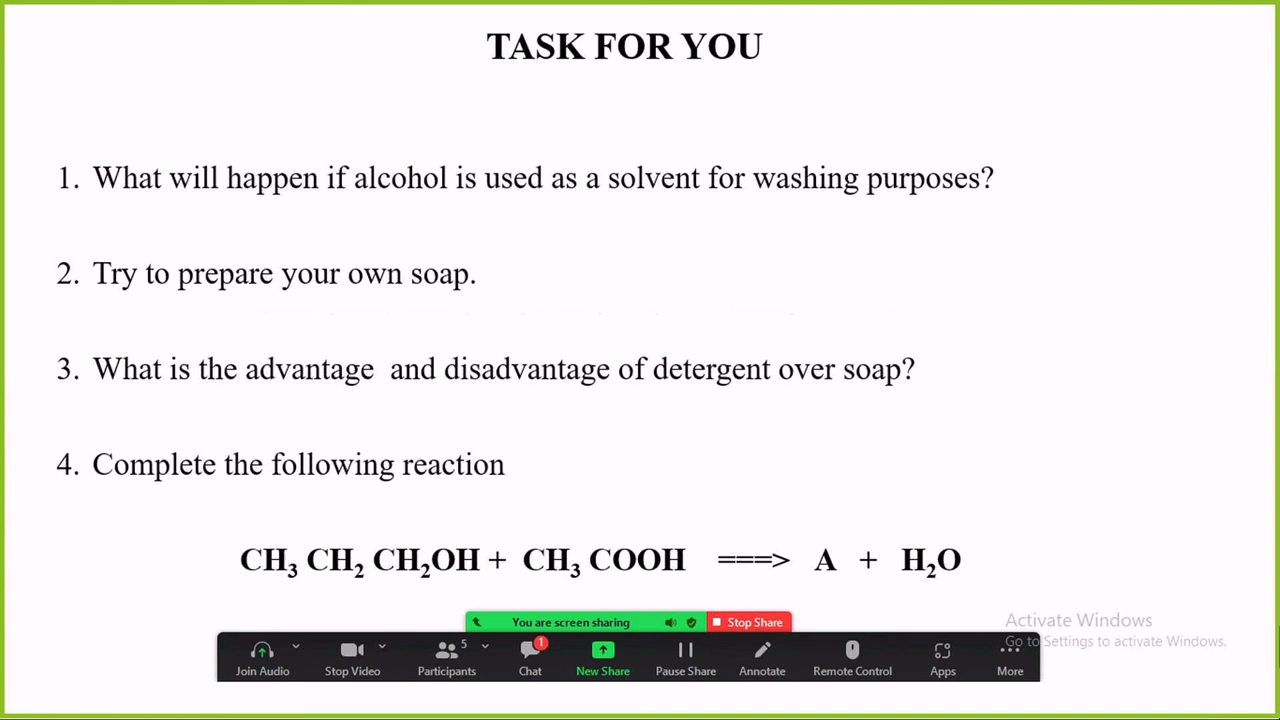 TASK FOR YOU
1. What will happen if alcohol is used as a solvent for washing purposes?
2. Try to prepare your own soap.
3. What is the advantage  and disadvantage of detergent over soap?
4. Complete the following reaction
CH₃ CH₂ CH₂OH + CH₃ COOH ===> A + H₂O
You are screen sharing Stop Share
Activate Windows
Go to Settings to activate Windows.
5 1
Join Audio Stop Video Participants Chat New Share Pause Share Annotate Remote Control Apps More